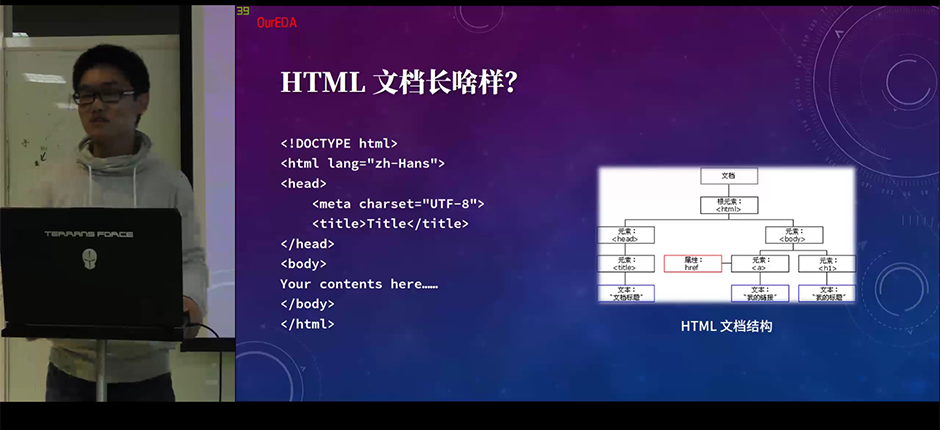 39
OurEDA
HTML 文档长啥样?
<!DOCTYPE html>
<html lang="zh-Hans">
<head>
<meta charset="UTF-8">
<title>Title</title>
</head>
<body>
Your contents here……
</body>
</html>
文档
根元素：
<html>
元素：
<head>
元素：
<body>
元素：
<title>
属性：
href
元素：
<a>
元素：
<h1>
文本：
"文档标题"
文本：
"我的链接"
文本：
"我的标题"
HTML 文档结构
TERRANS FORCE